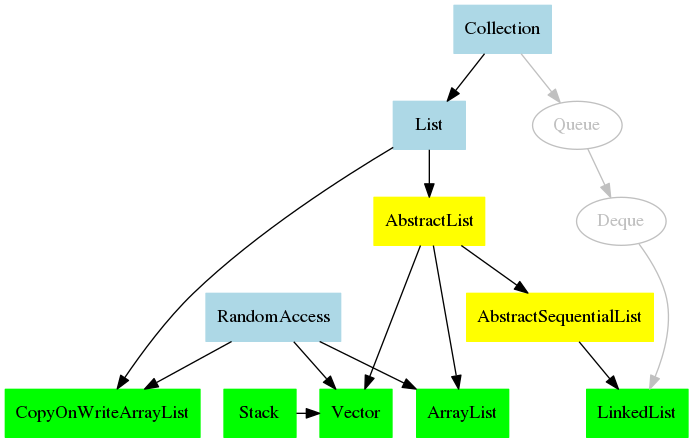 Collection
List
Queue
AbstractList
Deque
RandomAccess
AbstractSequentialList
CopyOnWriteArrayList
Stack
Vector
ArrayList
LinkedList